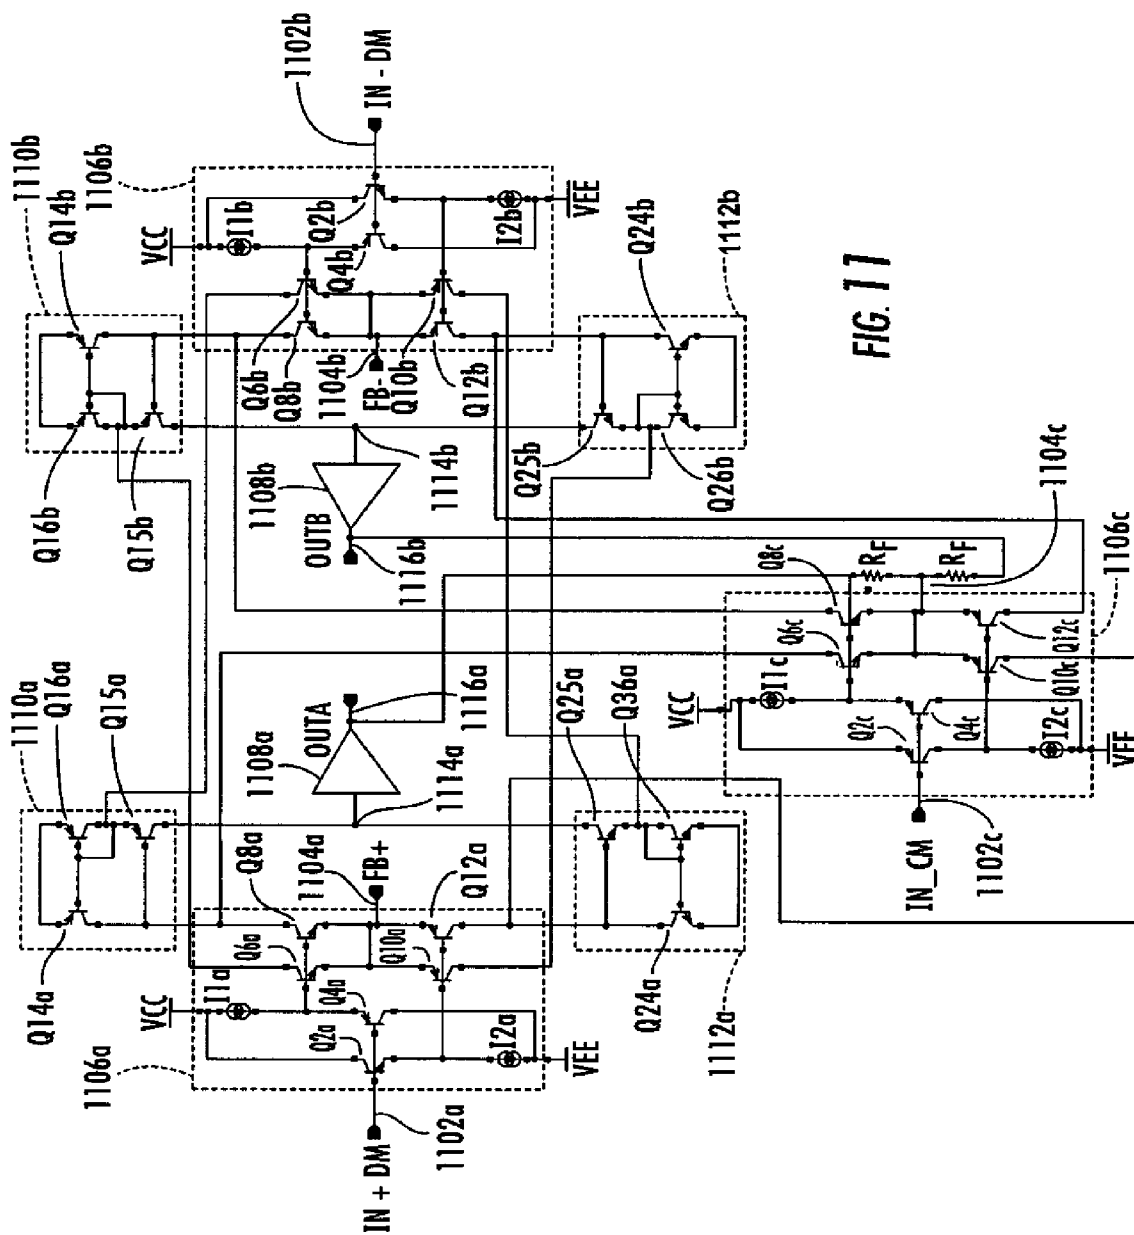 1110a
Q14a
Q16a
Q15a
1106a
VCC
I1a
Q8a
Q6a
Q4a
Q2a
1104a
FB+
Q10a
Q12a
I2a
VEE
IN + DM
1102a
1108a
OUTA
1116a
1114a
Q25a
Q36a
Q24a
1112a
1110b
Q14b
Q16b
Q15b
1106b
VCC
I1b
Q2b
Q4b
Q6b
Q8b
1104b
FB-
Q10b
Q12b
I2b
VEE
IN - DM
1102b
1108b
OUTB
1116b
1114b
Q25b
Q26b
Q24b
1112b
VCC
I1c
Q2c
Q4c
Q6c
Q8c
RF
RF
1104c
1106c
Q10c
Q12c
I2c
VEE
IN_CM
1102c
FIG. 11